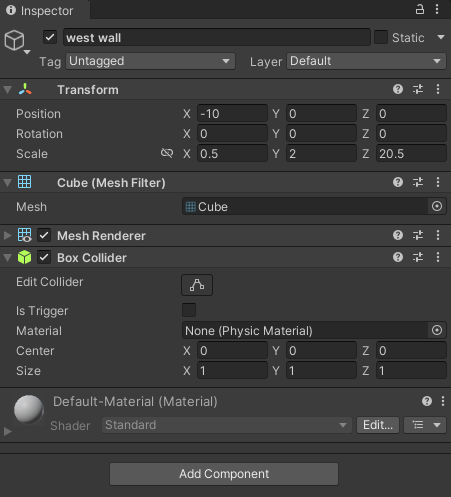 Inspector
west wall
Static
Tag Untagged Layer Default
Transform
Position X -10 Y 0 Z 0
Rotation X 0 Y 0 Z 0
Scale X 0.5 Y 2 Z 20.5
Cube (Mesh Filter)
Mesh Cube
Mesh Renderer
Box Collider
Edit Collider
Is Trigger
Material None (Physic Material)
Center X 0 Y 0 Z 0
Size X 1 Y 1 Z 1
Default-Material (Material)
Shader Standard Edit...
Add Component